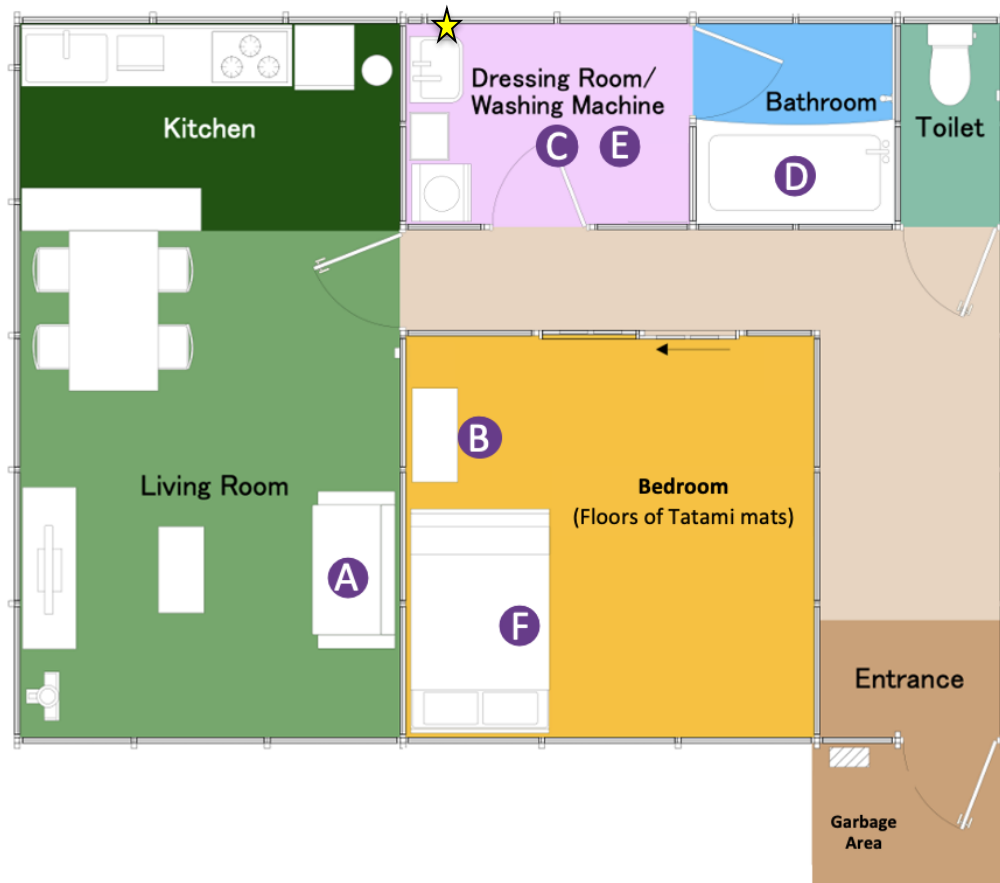 Dressing Room/
Washing Machine
Bathroom
Kitchen
Toilet
C
E
D
B
Living Room
Bedroom
(Floors of Tatami mats)
A
F
Entrance
Garbage
Area